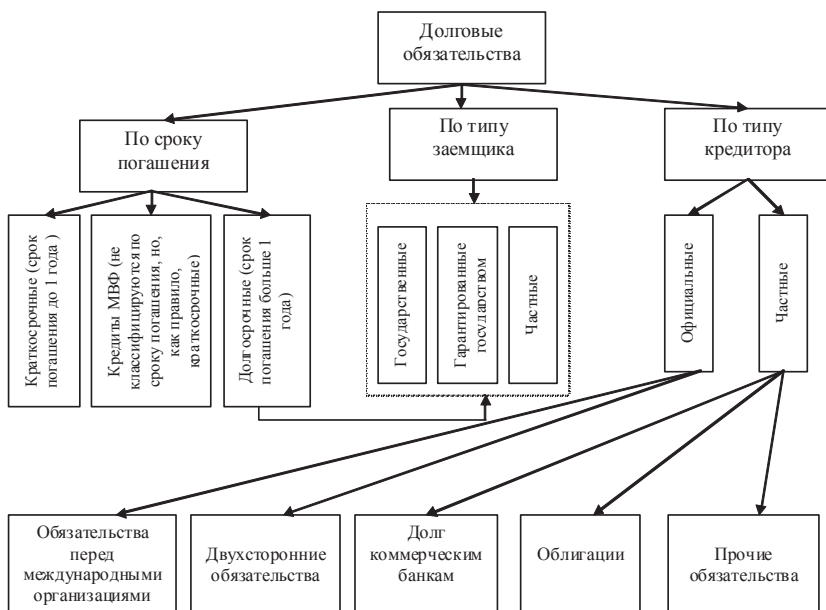 Долговые
обязательства
По сроку
погашения
По типу
заемщика
По типу
кредитора
Краткосрочные (срок
погашения до 1 года )
Кредиты МВФ (не
классифицируются по
сроку погашения, но,
как правило,
краткосрочные)
Долгосрочные (срок
погашения больше 1
года)
Государственные
Гарантированные
государством
Частные
Официальные
Частные
Обязательства
перед
международными
организациями
Двухсторонние
обязательства
Долг
коммерческим
банкам
Облигации
Прочие
обязательства